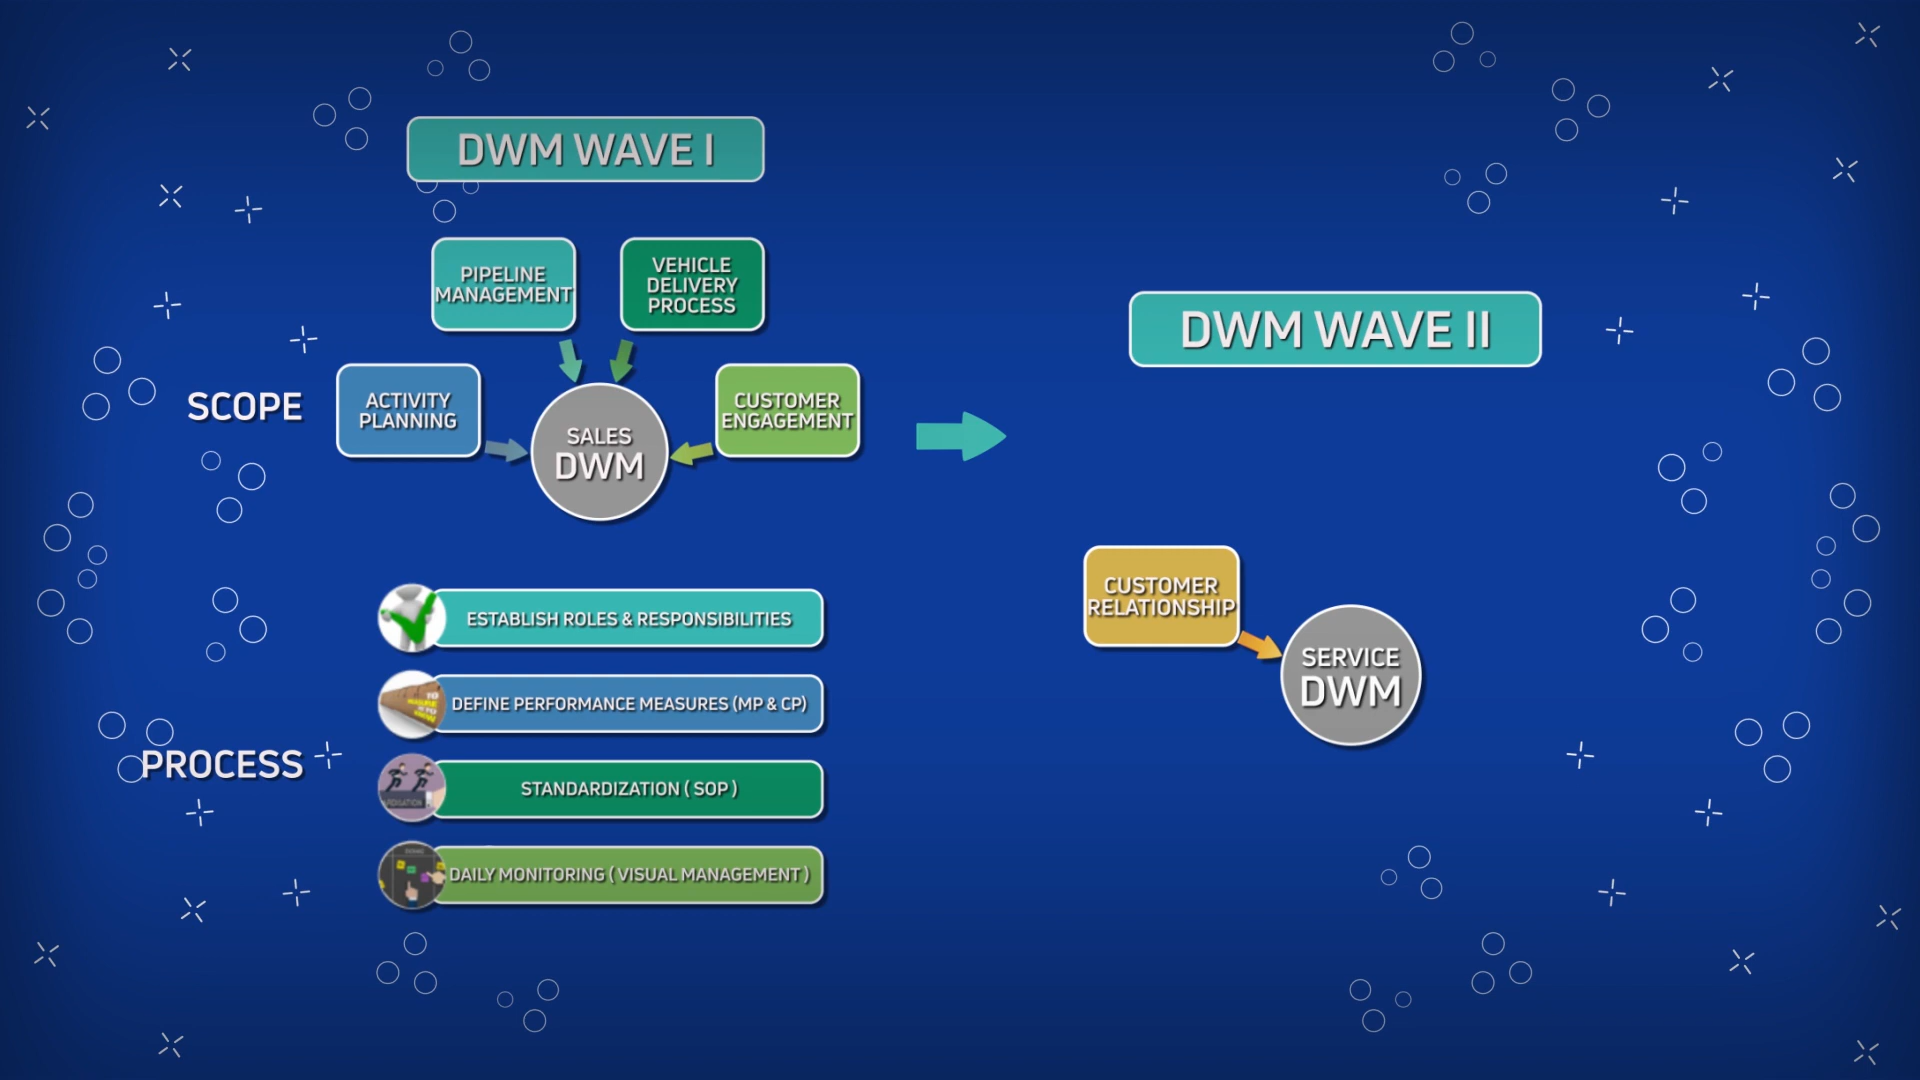 DWM WAVE I
PIPELINE
MANAGEMENT
VEHICLE
DELIVERY
PROCESS
SCOPE
ACTIVITY
PLANNING
CUSTOMER
ENGAGEMENT
SALES
DWM
ESTABLISH ROLES & RESPONSIBILITIES
DEFINE PERFORMANCE MEASURES (MP & CP)
PROCESS
STANDARDIZATION ( SOP )
DAILY MONITORING ( VISUAL MANAGEMENT )
DWM WAVE II
CUSTOMER
RELATIONSHIP
SERVICE
DWM